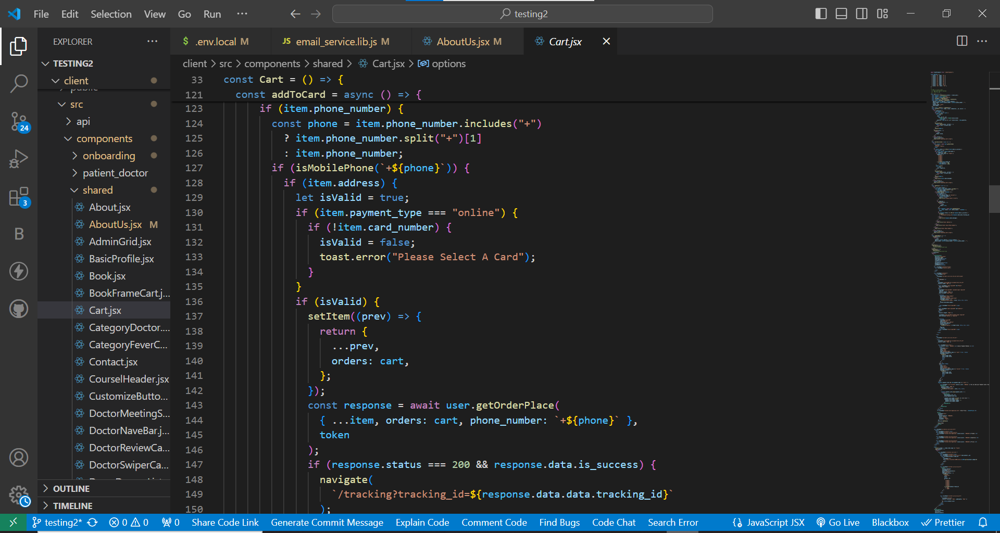 File Edit Selection View Go Run ···
testing2
EXPLORER ···
TESTING2
client
public
src
api
components
onboarding
patient_doctor
shared
About.jsx
AboutUs.jsx M
AdminGrid.jsx
BasicProfile.jsx
Book.jsx
BookFrameCart.j...
Cart.jsx
CategoryDoctor....
CategoryFeverC...
Contact.jsx
CourselHeader.jsx
CustomizeButto...
DoctorMeetingS...
DoctorNaveBar.j...
DoctorReviewCa...
DoctorSwiperCa...
OUTLINE
TIMELINE
24
3
B
$ .env.local M
JS email_service.lib.js M
AboutUs.jsx M
Cart.jsx
client > src > components > shared > Cart.jsx > options
33 const Cart = () => {
121 const addToCard = async () => {
123 if (item.phone_number) {
124 const phone = item.phone_number.includes("+")
125 ? item.phone_number.split("+")[1]
126 : item.phone_number;
127 if (isMobilePhone(`+${phone}`)) {
128 if (item.address) {
129 let isValid = true;
130 if (item.payment_type === "online") {
131 if (!item.card_number) {
132 isValid = false;
133 toast.error("Please Select A Card");
134 }
135 }
136 if (isValid) {
137 setItem((prev) => {
138 return {
139 ...prev,
140 orders: cart,
141 };
142 });
143 const response = await user.getOrderPlace(
144 { ...item, orders: cart, phone_number: `+${phone}` },
145 token
146 );
147 if (response.status === 200 && response.data.is_success) {
148 navigate(
149 `/tracking?tracking_id=${response.data.data.tracking_id}`
150 );
testing2* 0 0 0 Share Code Link Generate Commit Message Explain Code Comment Code Find Bugs Code Chat Search Error JavaScript JSX Go Live Blackbox Prettier